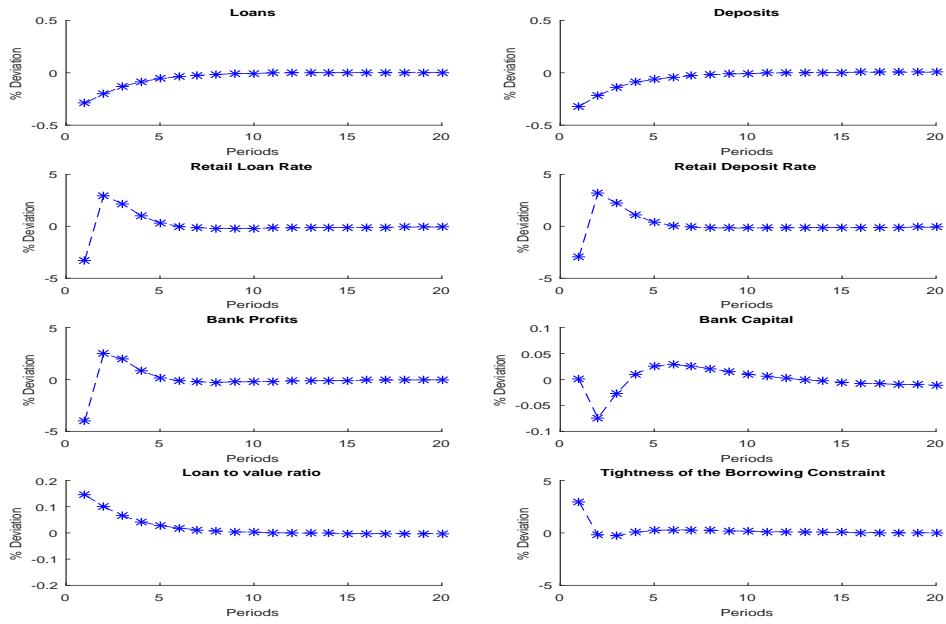 Loans
0.5
0
-0.5
% Deviation
0 5 10 15 20
Periods
Deposits
0.5
0
-0.5
% Deviation
0 5 10 15 20
Periods
Retail Loan Rate
5
0
-5
% Deviation
0 5 10 15 20
Periods
Retail Deposit Rate
5
0
-5
% Deviation
0 5 10 15 20
Periods
Bank Profits
5
0
-5
% Deviation
0 5 10 15 20
Periods
Bank Capital
0.1
0.05
0
-0.05
-0.1
% Deviation
0 5 10 15 20
Periods
Loan to value ratio
0.2
0.1
0
-0.1
-0.2
% Deviation
0 5 10 15 20
Periods
Tightness of the Borrowing Constraint
5
0
-5
% Deviation
0 5 10 15 20
Periods